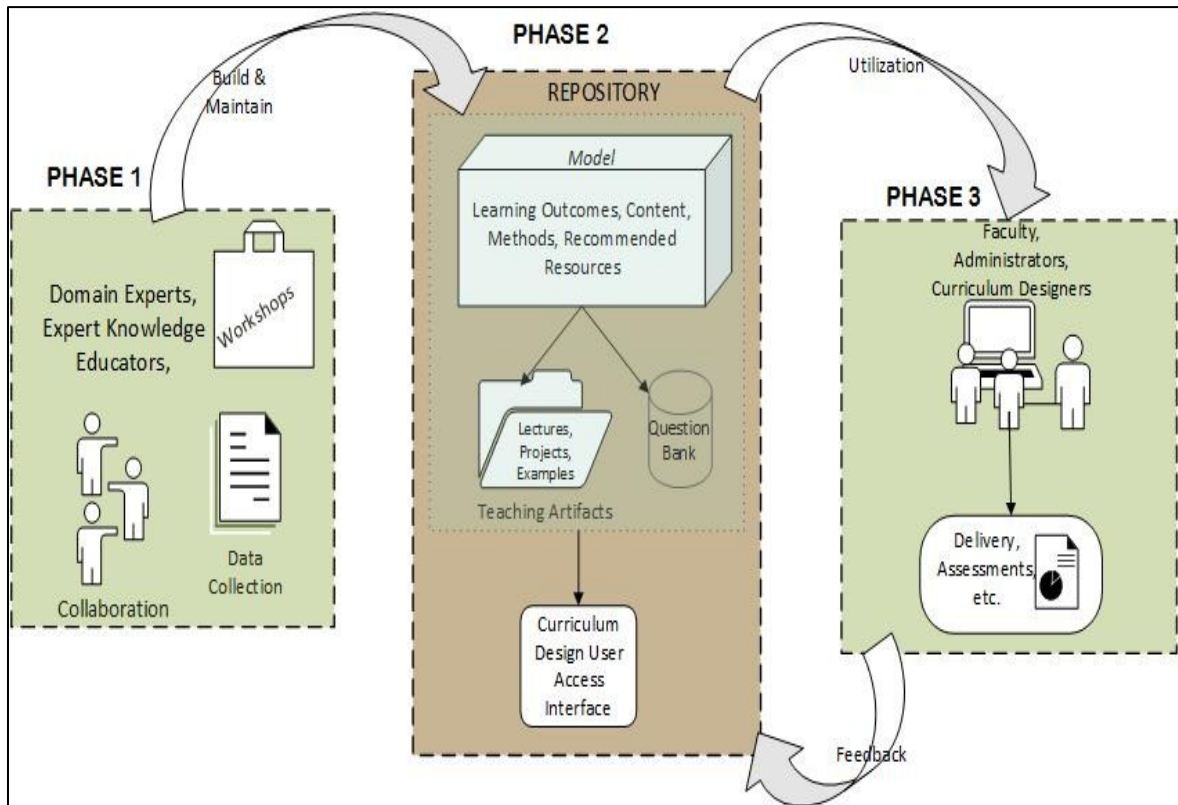 PHASE 1
Domain Experts,
Expert Knowledge
Educators,
Workshops
Collaboration
Data
Collection
Build &
Maintain
PHASE 2
REPOSITORY
Model
Learning Outcomes, Content,
Methods, Recommended
Resources
Lectures,
Projects,
Examples
Question
Bank
Teaching Artifacts
Curriculum
Design User
Access
Interface
Utilization
PHASE 3
Faculty,
Administrators,
Curriculum Designers
Delivery,
Assessments,
etc.
Feedback